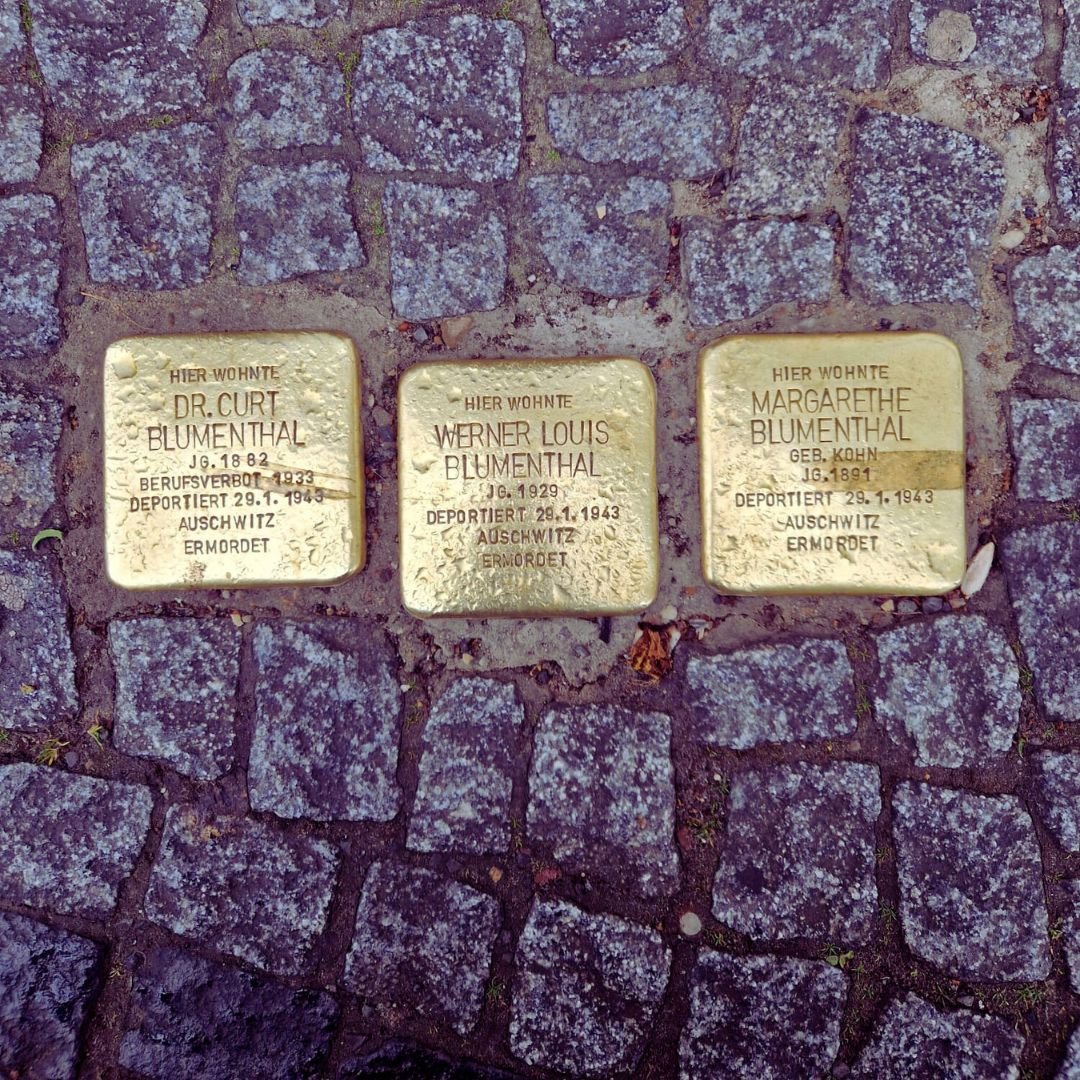 HIER WOHNTE
DR. CURT
BLUMENTHAL
JG. 1882
BERUFSVERBOT 1933
DEPORTIERT 29.1.1943
AUSCHWITZ
ERMORDET
HIER WOHNTE
WERNER LOUIS
BLUMENTHAL
JG. 1929
DEPORTIERT 29.1.1943
AUSCHWITZ
ERMORDET
HIER WOHNTE
MARGARETHE
BLUMENTHAL
GEB. KOHN
JG. 1891
DEPORTIERT 29.1.1943
AUSCHWITZ
ERMORDET